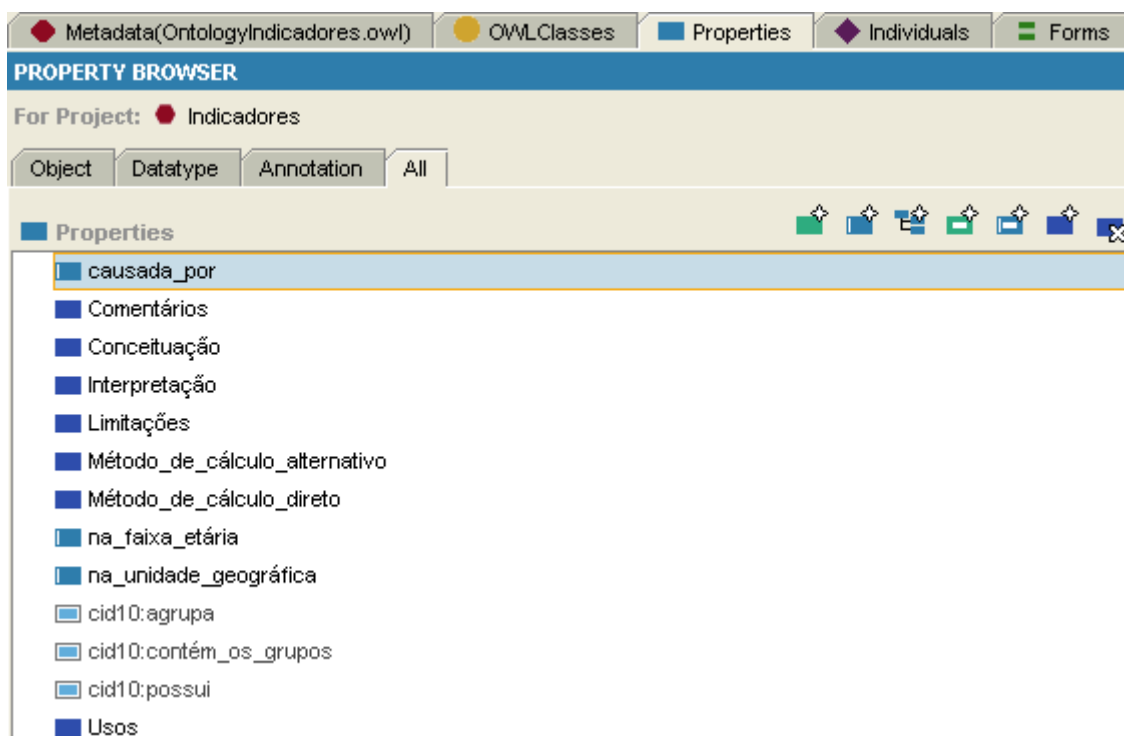 Metadata(OntologyIndicadores.owl) OWLClasses Properties Individuals Forms
PROPERTY BROWSER
For Project: Indicadores
Object Datatype Annotation All
Properties
causada_por
Comentários
Conceituação
Interpretação
Limitações
Método_de_cálculo_alternativo
Método_de_cálculo_direto
na_faixa_etária
na_unidade_geográfica
cid10:agrupa
cid10:contém_os_grupos
cid10:possui
Usos